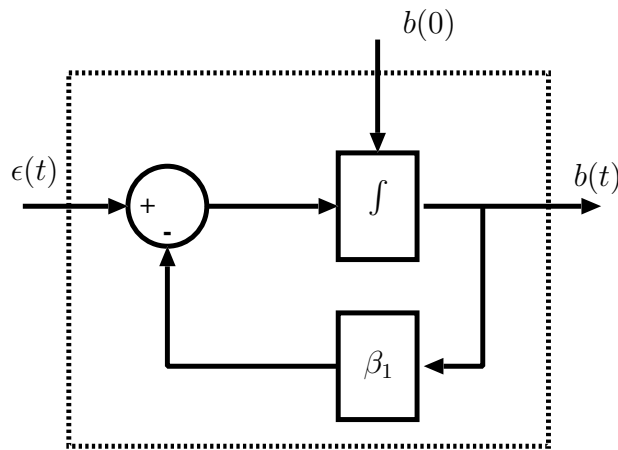 b(0)
ϵ(t)
+
-
∫
b(t)
β₁